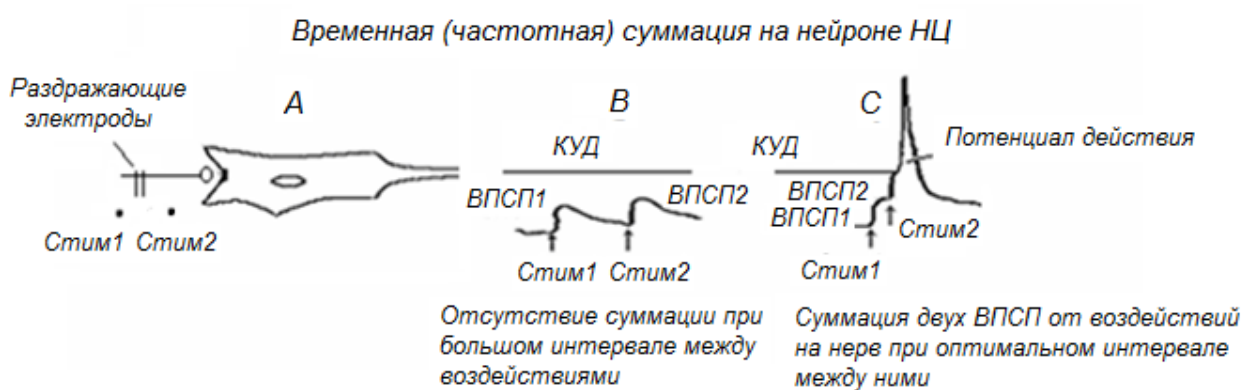 Временная (частотная) суммация на нейроне НЦ
Раздражающие
электроды
А
Стим1 Стим2
В
КУД
ВПСП1
ВПСП2
Стим1 Стим2
Отсутствие суммации при
большом интервале между
воздействиями
С
КУД
Потенциал действия
ВПСП2
ВПСП1
Стим2
Стим1
Суммация двух ВПСП от воздействий
на нерв при оптимальном интервале
между ними